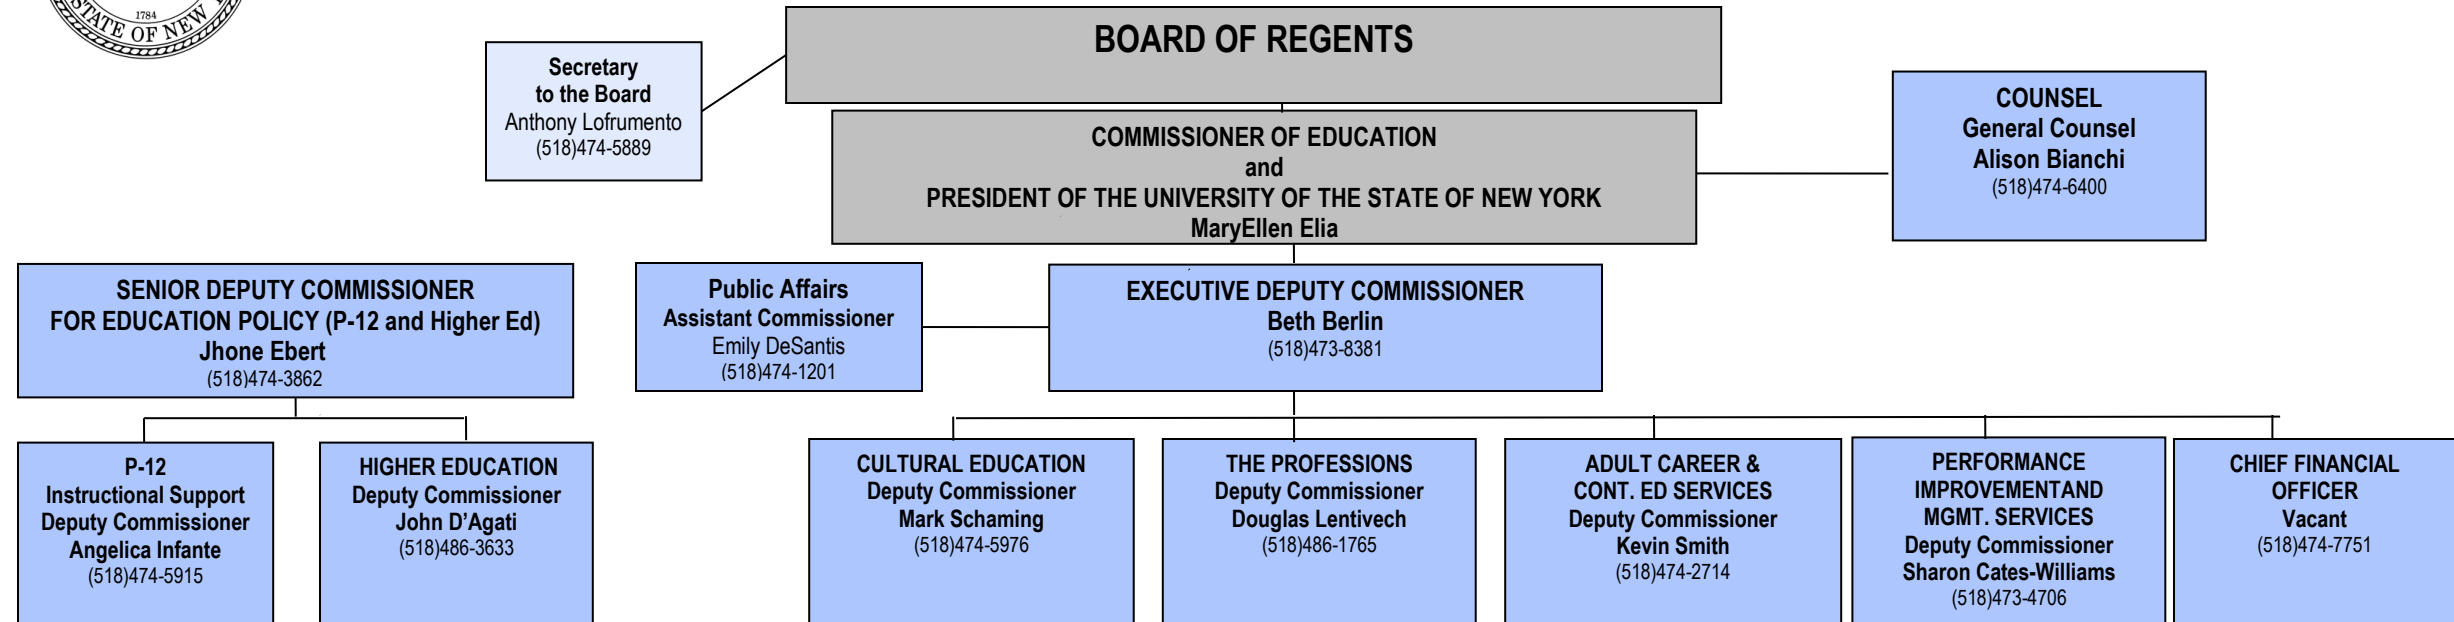 1784
STATE OF NEW
BOARD OF REGENTS
Secretary
to the Board
Anthony Lofrumento
(518)474-5889
COMMISSIONER OF EDUCATION
and
PRESIDENT OF THE UNIVERSITY OF THE STATE OF NEW YORK
MaryEllen Elia
COUNSEL
General Counsel
Alison Bianchi
(518)474-6400
SENIOR DEPUTY COMMISSIONER
FOR EDUCATION POLICY (P-12 and Higher Ed)
Jhone Ebert
(518)474-3862
Public Affairs
Assistant Commissioner
Emily DeSantis
(518)474-1201
EXECUTIVE DEPUTY COMMISSIONER
Beth Berlin
(518)473-8381
P-12
Instructional Support
Deputy Commissioner
Angelica Infante
(518)474-5915
HIGHER EDUCATION
Deputy Commissioner
John D’Agati
(518)486-3633
CULTURAL EDUCATION
Deputy Commissioner
Mark Schaming
(518)474-5976
THE PROFESSIONS
Deputy Commissioner
Douglas Lentivech
(518)486-1765
ADULT CAREER &
CONT. ED SERVICES
Deputy Commissioner
Kevin Smith
(518)474-2714
PERFORMANCE
IMPROVEMENTAND
MGMT. SERVICES
Deputy Commissioner
Sharon Cates-Williams
(518)473-4706
CHIEF FINANCIAL
OFFICER
Vacant
(518)474-7751